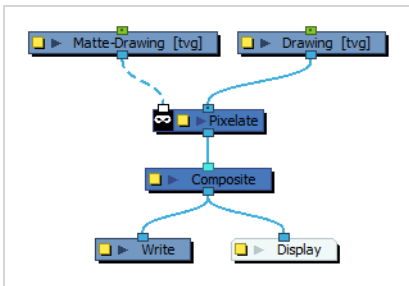 Matte-Drawing [tvg]
Drawing [tvg]
Pixelate
Composite
Write
Display